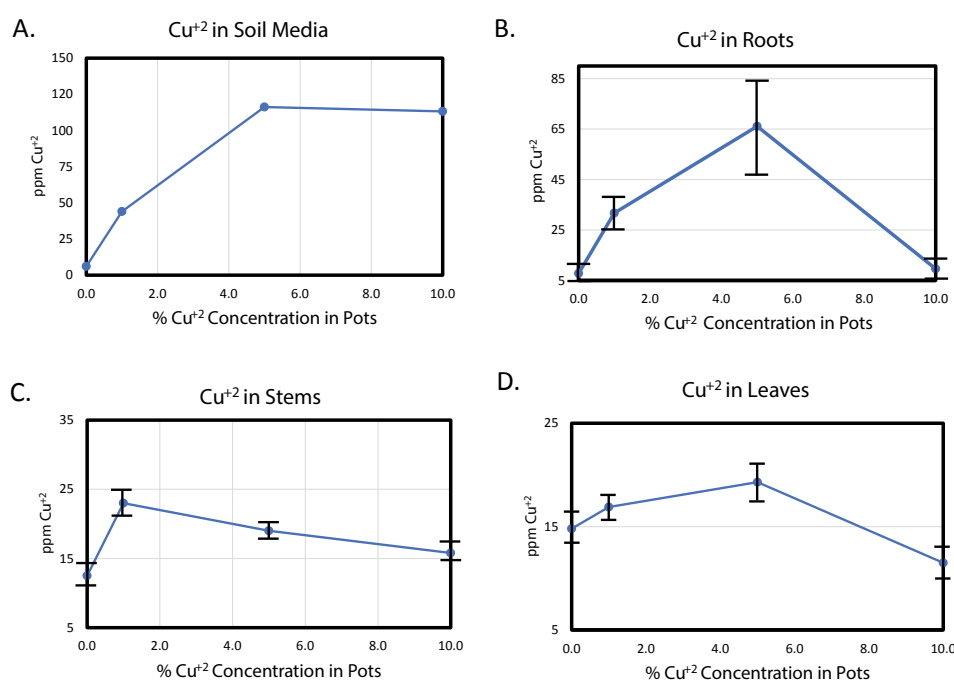 A.
Cu+2 in Soil Media
150
120
100
75
50
25
0
ppm Cu+2
0.0 2.0 4.0 6.0 8.0 10.0
% Cu+2 Concentration in Pots
B.
Cu+2 in Roots
85
65
45
25
5
ppm Cu+2
0.0 2.0 4.0 6.0 8.0 10.0
% Cu+2 Concentration in Pots
C.
Cu+2 in Stems
35
25
15
5
ppm Cu+2
0.0 2.0 4.0 6.0 8.0 10.0
% Cu+2 Concentration in Pots
D.
Cu+2 in Leaves
25
15
5
ppm Cu+2
0.0 2.0 4.0 6.0 8.0 10.0
% Cu+2 Concentration in Pots